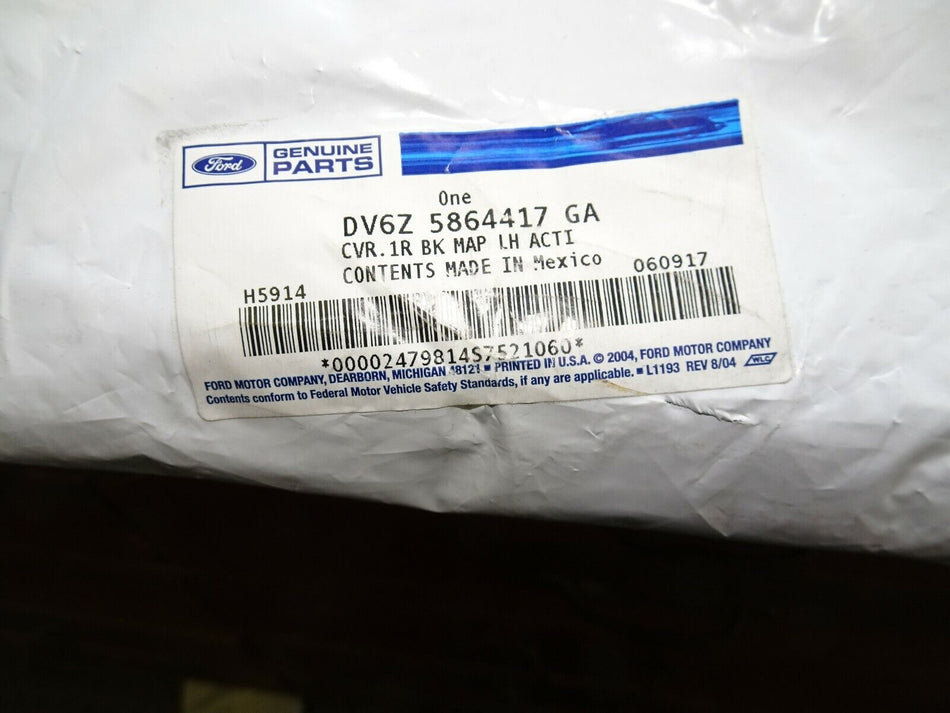 Ford GENUINE PARTS
One
DV6Z 5864417 GA
CVR.1R BK MAP LH ACTI
CONTENTS MADE IN Mexico
H5914 060917
*0000247981457521060*
FORD MOTOR COMPANY, DEARBORN, MICHIGAN 48121 ■ PRINTED IN U.S.A. © 2004, FORD MOTOR COMPANY
Contents conform to Federal Motor Vehicle Safety Standards, if any are applicable. ■ L1193 REV 8/04 WLC